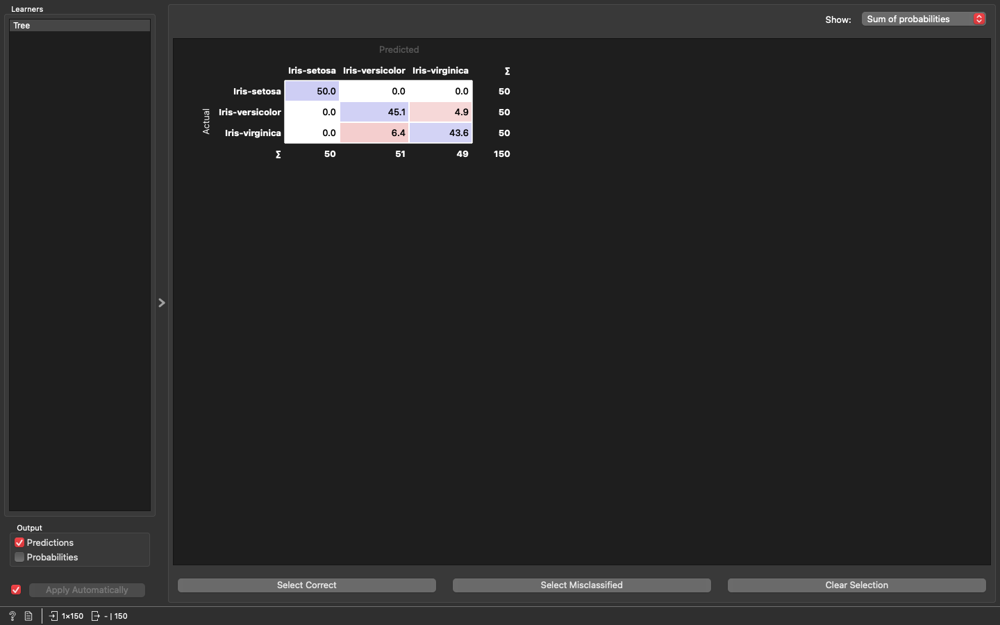 Learners
Tree
Show: Sum of probabilities
Predicted
Iris-setosa Iris-versicolor Iris-virginica Σ
Iris-setosa 50.0 0.0 0.0 50
Actual
Iris-versicolor 0.0 45.1 4.9 50
Iris-virginica 0.0 6.4 43.6 50
Σ 50 51 49 150
Output
Predictions
Probabilities
Apply Automatically
Select Correct Select Misclassified Clear Selection
? 1×150 - | 150